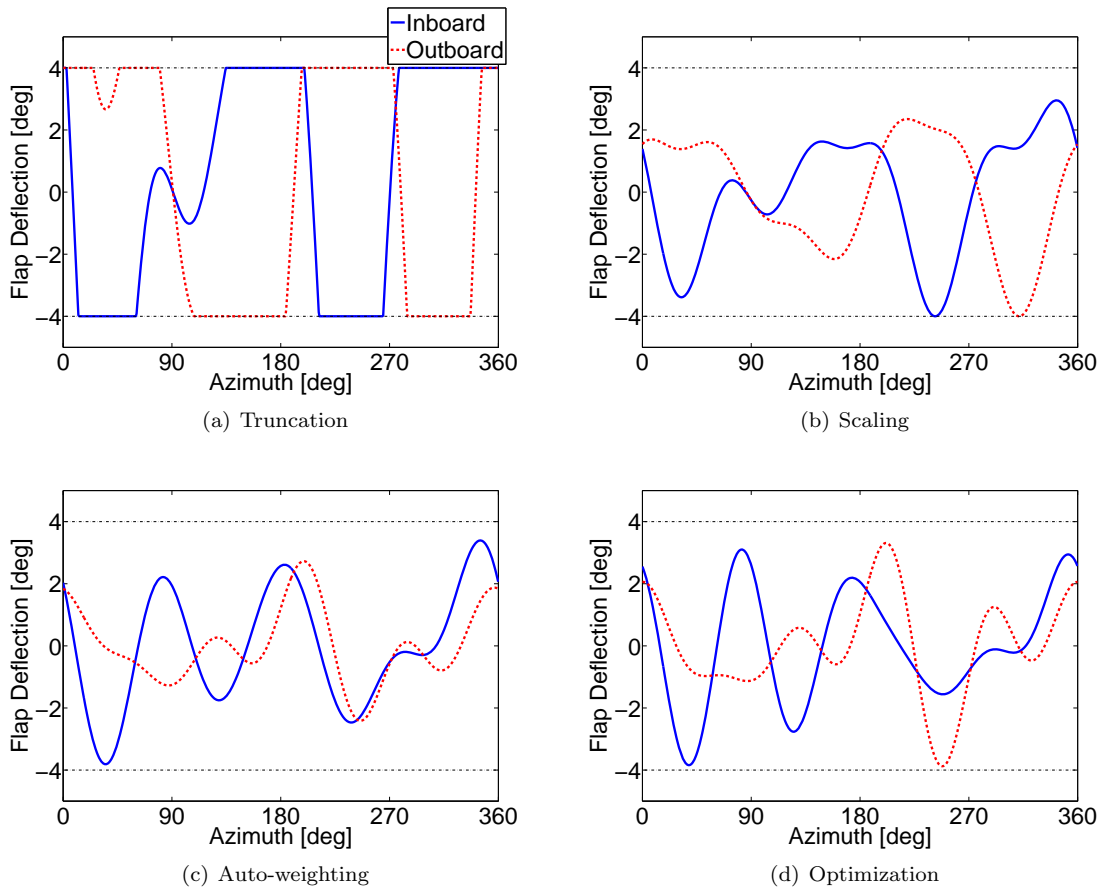 Inboard
Outboard
4
2
0
−2
−4
Flap Deflection [deg]
0 90 180 270 360
Azimuth [deg]
(a) Truncation
4
2
0
−2
−4
Flap Deflection [deg]
0 90 180 270 360
Azimuth [deg]
(b) Scaling
4
2
0
−2
−4
Flap Deflection [deg]
0 90 180 270 360
Azimuth [deg]
(c) Auto-weighting
4
2
0
−2
−4
Flap Deflection [deg]
0 90 180 270 360
Azimuth [deg]
(d) Optimization